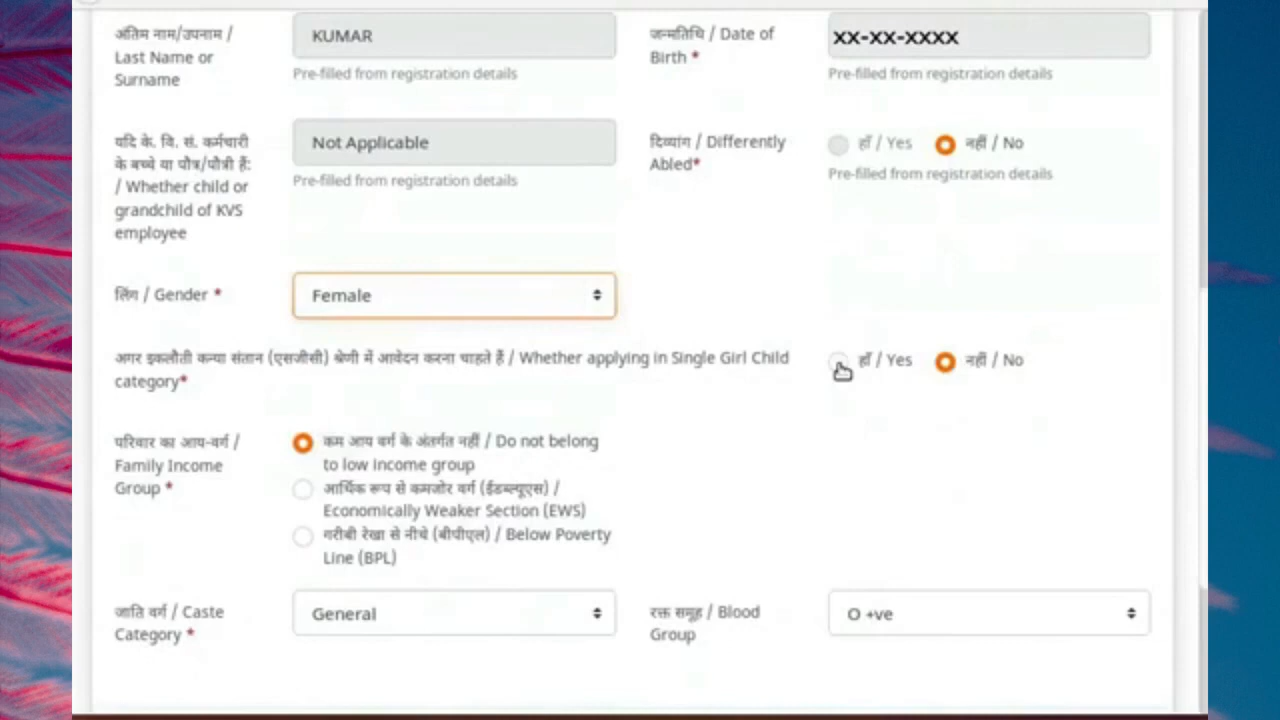 अंतिम नाम/उपनाम /
Last Name or
Surname
KUMAR
Pre-filled from registration details
जन्मतिथि / Date of
Birth *
XX-XX-XXXX
Pre-filled from registration details
यदि के. वि. सं. कर्मचारी
के बच्चे या पौत्र/पौत्री हैं:
/ Whether child or
grandchild of KVS
employee
Not Applicable
Pre-filled from registration details
दिव्यांग / Differently
Abled*
हाँ / Yes
नहीं / No
Pre-filled from registration details
लिंग / Gender *
Female
अगर इकलौती कन्या संतान (एसजीसी) श्रेणी में आवेदन करना चाहते हैं / Whether applying in Single Girl Child
category*
हाँ / Yes
नहीं / No
परिवार का आय-वर्ग /
Family Income
Group *
कम आय वर्ग के अंतर्गत नहीं / Do not belong
to low income group
आर्थिक रूप से कमजोर वर्ग (ईडब्ल्यूएस) /
Economically Weaker Section (EWS)
गरीबी रेखा से नीचे (बीपीएल) / Below Poverty
Line (BPL)
जाति वर्ग / Caste
Category *
General
रक्त समूह / Blood
Group
O +ve